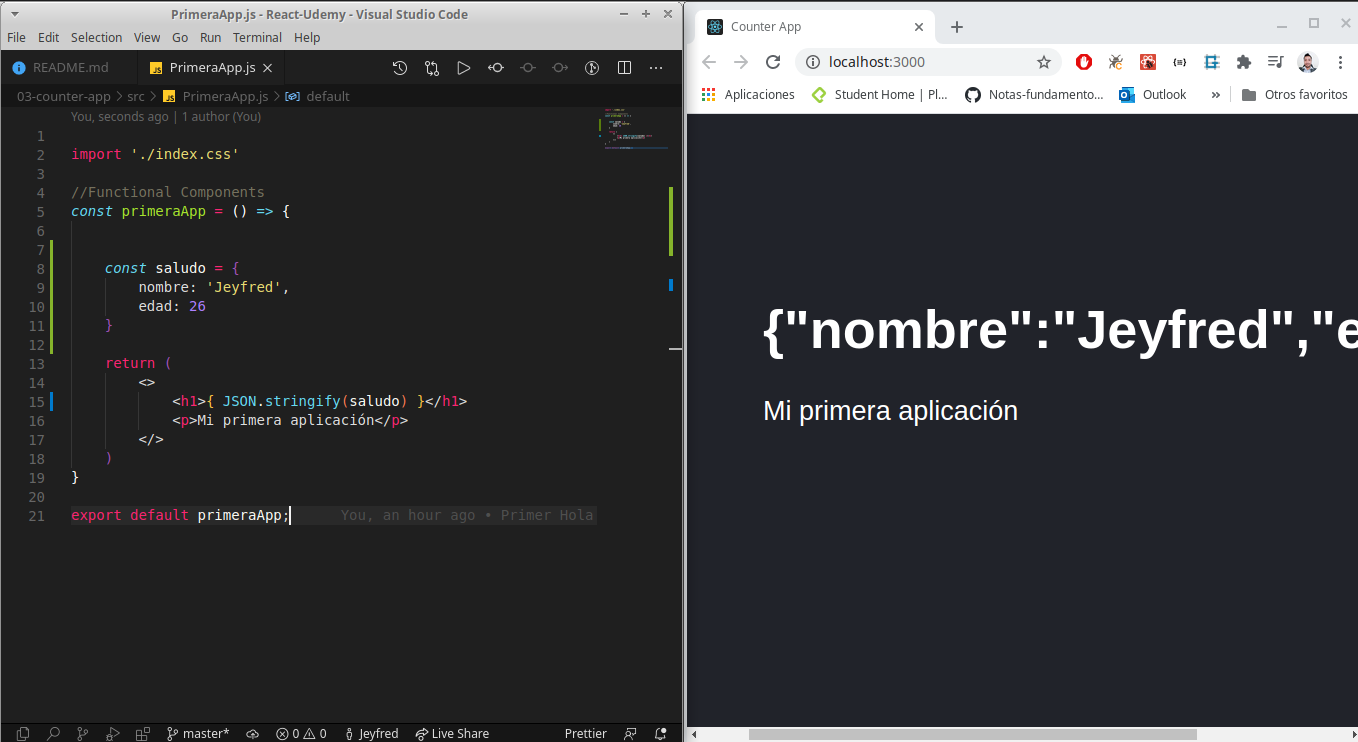 PrimeraApp.js - React-Udemy - Visual Studio Code
File Edit Selection View Go Run Terminal Help
README.md PrimeraApp.js
03-counter-app > src > PrimeraApp.js > default
You, seconds ago | 1 author (You)
1
2 import './index.css'
3
4 //Functional Components
5 const primeraApp = () => {
6
7
8 const saludo = {
9 nombre: 'Jeyfred',
10 edad: 26
11 }
12
13 return (
14 <>
15 <h1>{ JSON.stringify(saludo) }</h1>
16 <p>Mi primera aplicación</p>
17 </>
18 )
19 }
20
21 export default primeraApp; You, an hour ago • Primer Hola
master* 0 0 Jeyfred Live Share Prettier
Counter App
localhost:3000
Aplicaciones Student Home | Pl... Notas-fundamento... Outlook » Otros favoritos
{"nombre":"Jeyfred","e
Mi primera aplicación